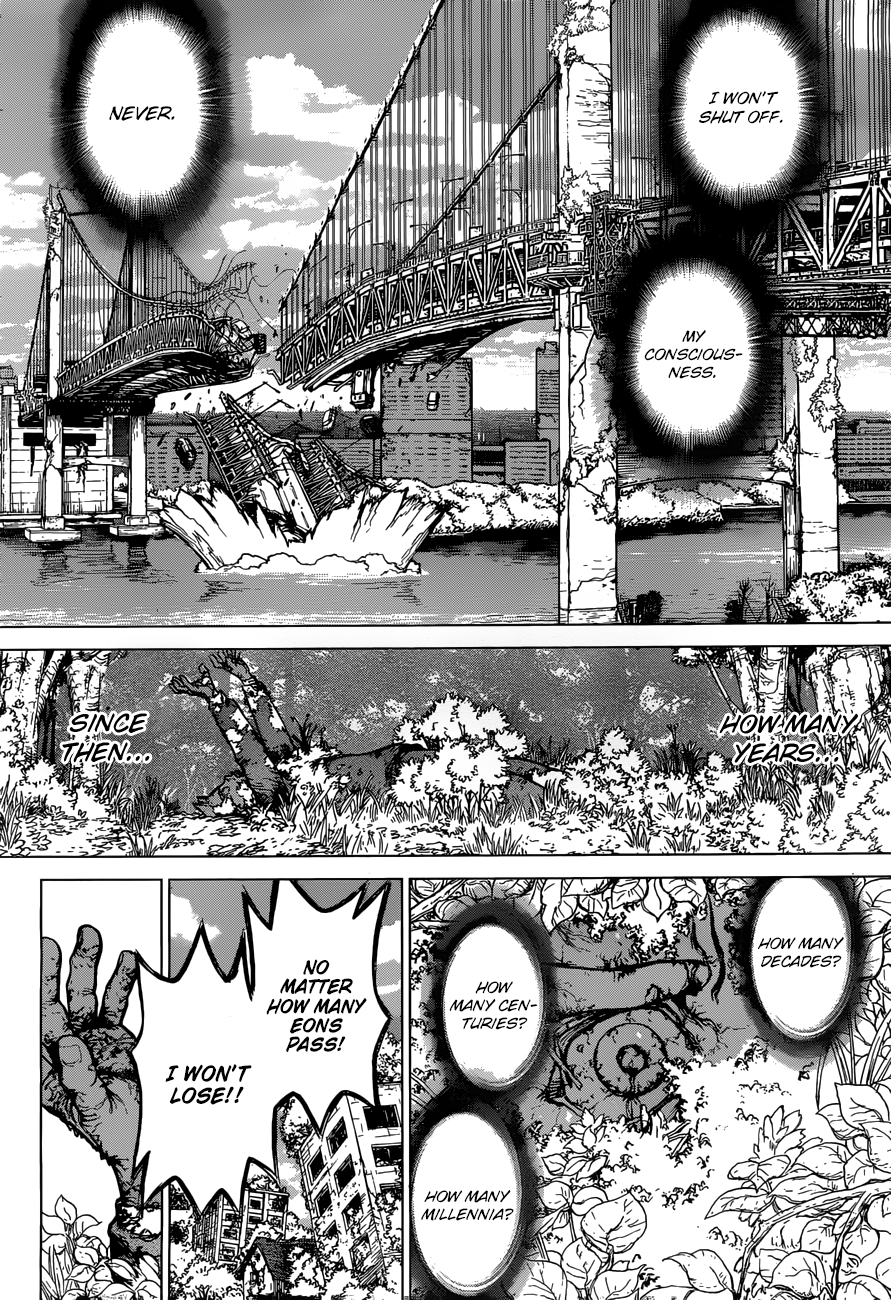 I WON'T
SHUT OFF.
MY
CONSCIOUS-
NESS.
NEVER.
HOW MANY
YEARS...
SINCE
THEN...
HOW MANY
DECADES?
HOW
MANY CEN-
TURIES?
HOW MANY
MILLENNIA?
NO
MATTER
HOW MANY
EONS
PASS!
I WON'T
LOSE!!